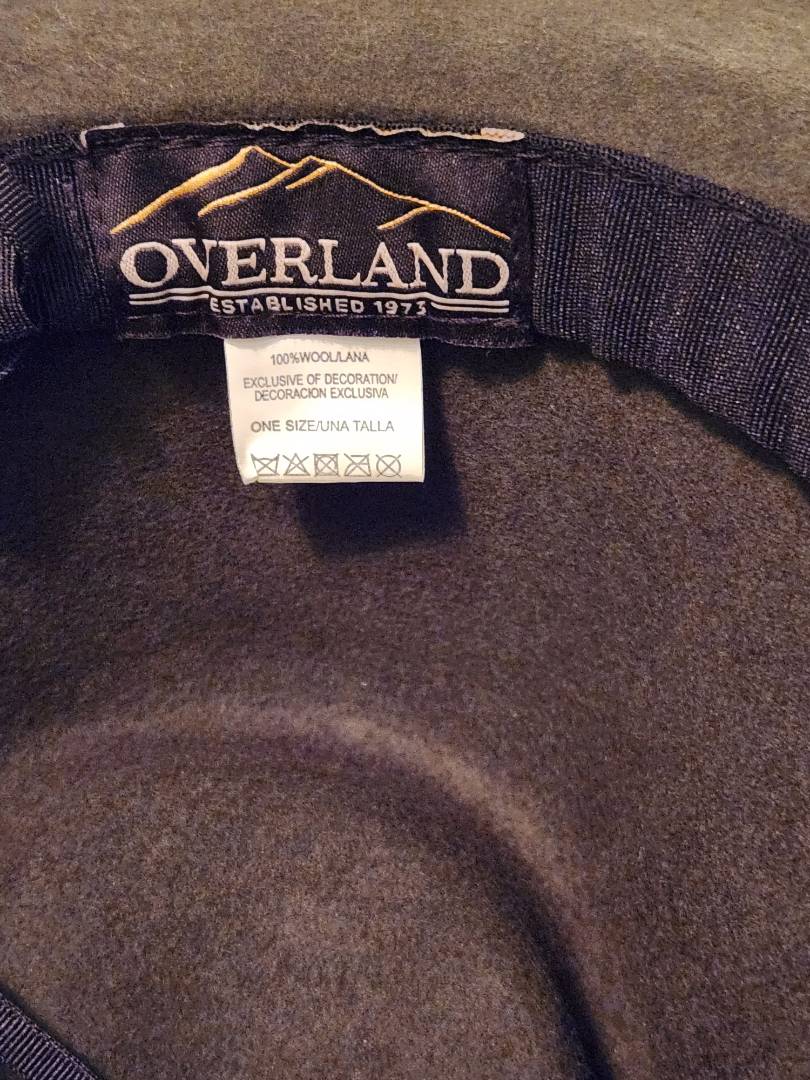 OVERLAND
ESTABLISHED 1973
100%WOOL/LANA
EXCLUSIVE OF DECORATION/
DECORACION EXCLUSIVA
ONE SIZE/UNA TALLA